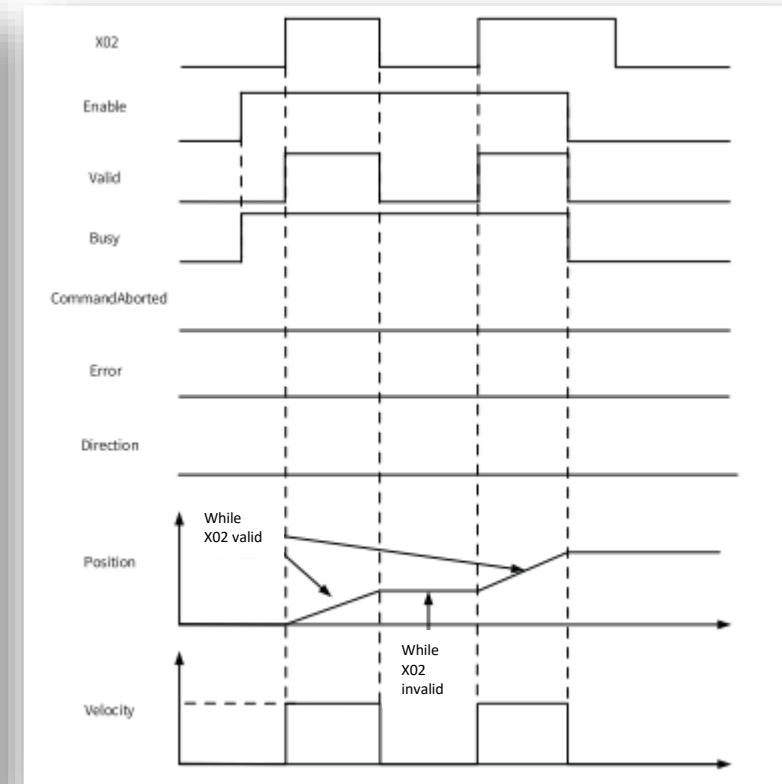 X02
Enable
Valid
Busy
CommandAborted
Error
Direction
While
X02 valid
Position
While
X02
invalid
Velocity